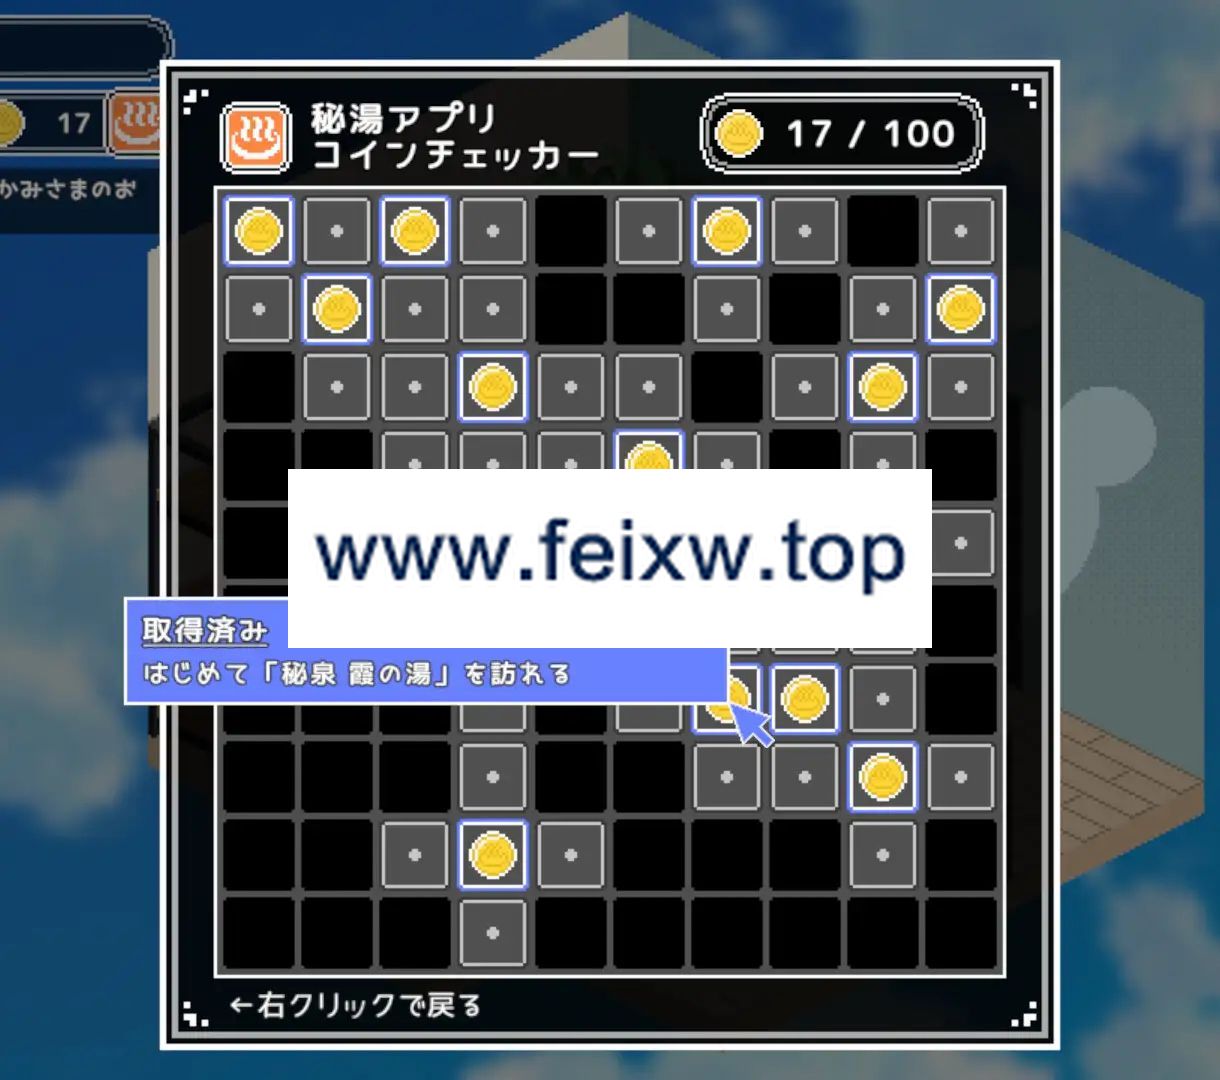 17
かみさまのお
秘湯アプリ
コインチェッカー
17 / 100
www.feixw.top
取得済み
はじめて「秘泉 霞の湯」を訪れる
←右クリックで戻る